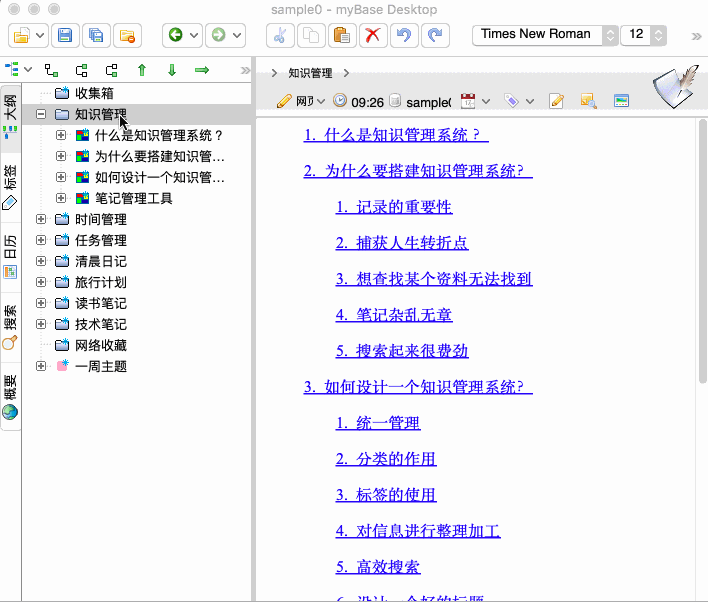 sample0 - myBase Desktop
Times New Roman
12
大纲
标签
日历
搜索
概要
收集箱
知识管理
什么是知识管理系统？
为什么要搭建知识管...
如何设计一个知识管...
笔记管理工具
时间管理
任务管理
清晨日记
旅行计划
读书笔记
技术笔记
网络收藏
一周主题
知识管理
网页
09:26
sample
1. 什么是知识管理系统？
2. 为什么要搭建知识管理系统?
1. 记录的重要性
2. 捕获人生转折点
3. 想查找某个资料无法找到
4. 笔记杂乱无章
5. 搜索起来很费劲
3. 如何设计一个知识管理系统?
1. 统一管理
2. 分类的作用
3. 标签的使用
4. 对信息进行整理加工
5. 高效搜索
6. 设计一个好的标题